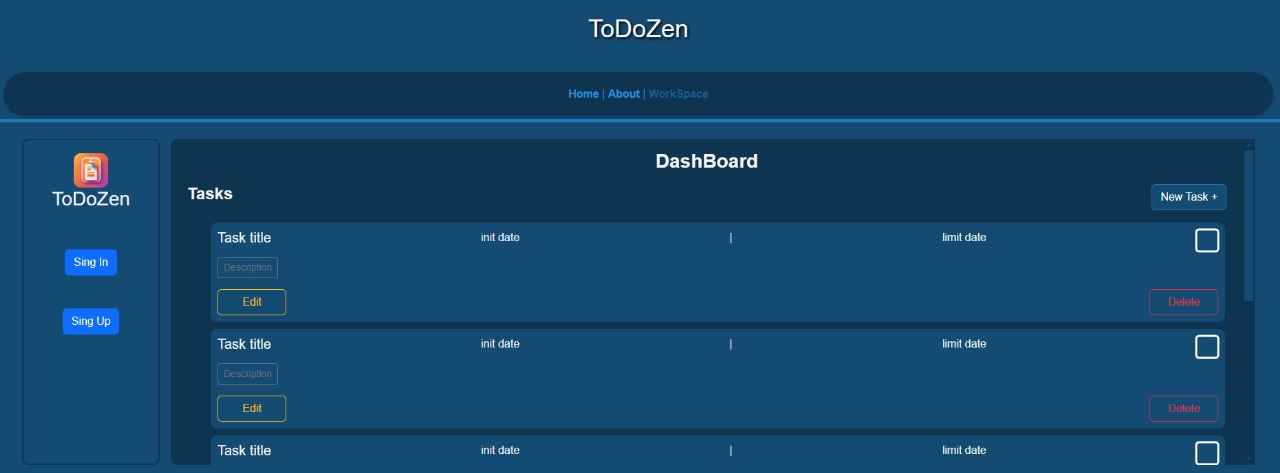 ToDoZen
Home | About | WorkSpace
ToDoZen
Sing In
Sing Up
DashBoard
Tasks
New Task +
Task title init date | limit date
Description
Edit Delete
Task title init date | limit date
Description
Edit Delete
Task title init date | limit date